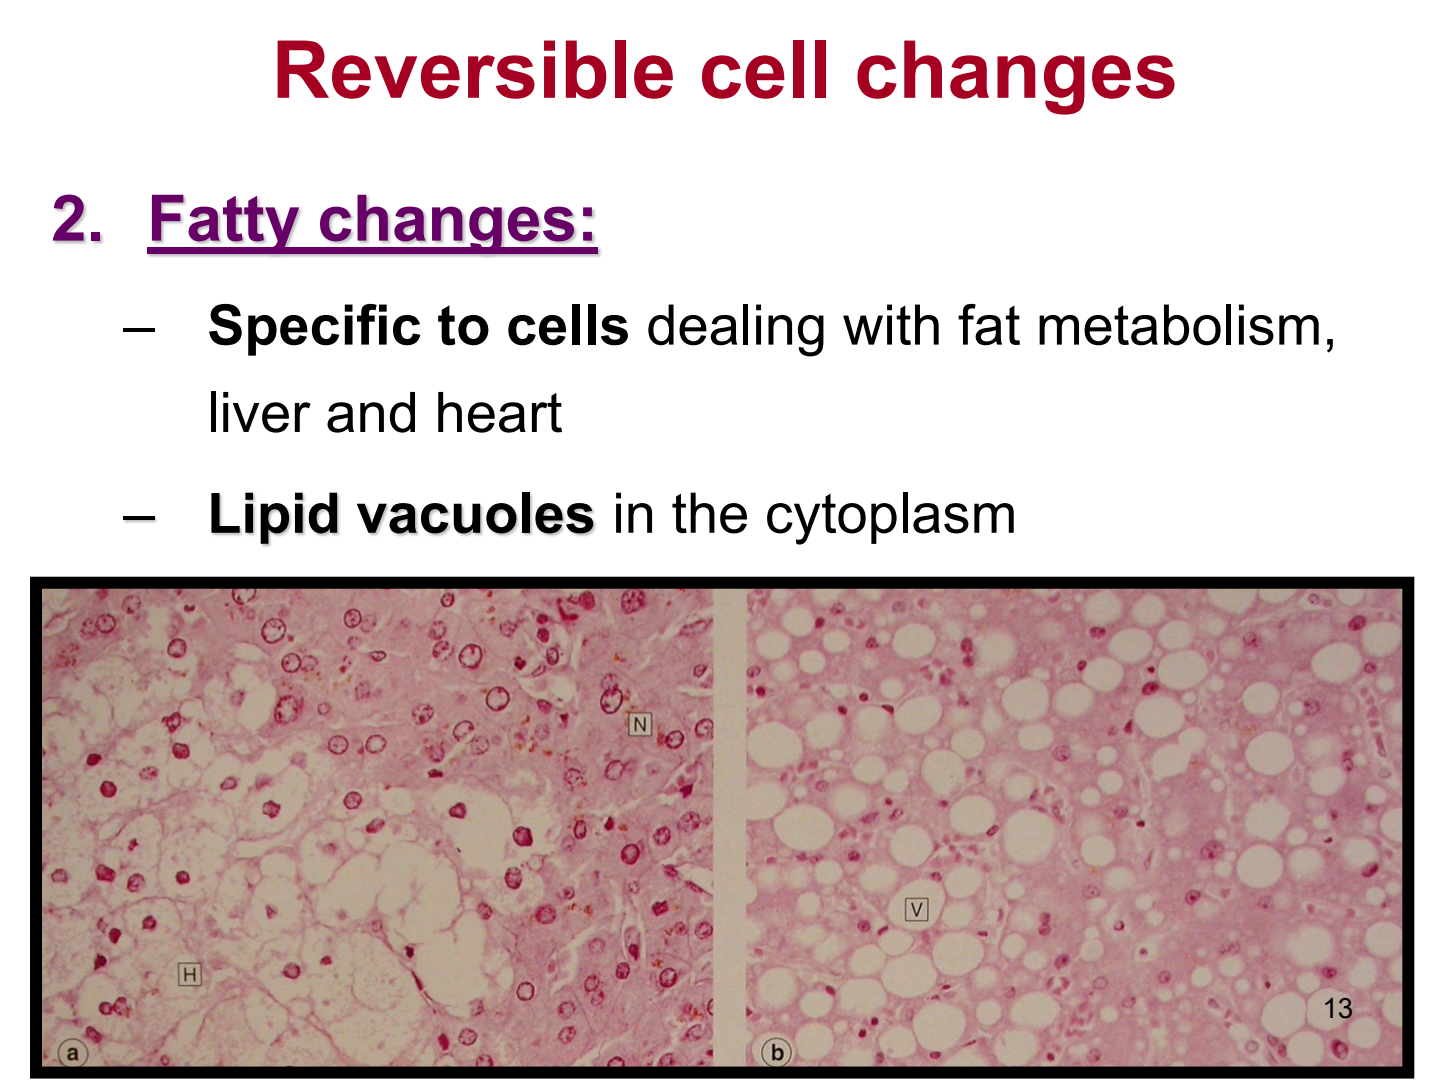 Reversible cell changes
2. Fatty changes:
– Specific to cells dealing with fat metabolism,
liver and heart
– Lipid vacuoles in the cytoplasm
N
V
H
13
a
b